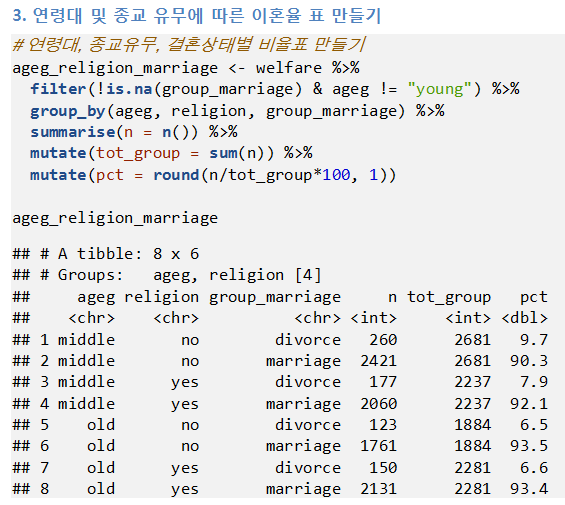 3. 연령대 및 종교 유무에 따른 이혼율 표 만들기
# 연령대, 종교유무, 결혼상태별 비율표 만들기
ageg_religion_marriage <- welfare %>%
  filter(!is.na(group_marriage) & ageg != "young") %>%
  group_by(ageg, religion, group_marriage) %>%
  summarise(n = n()) %>%
  mutate(tot_group = sum(n)) %>%
  mutate(pct = round(n/tot_group*100, 1))
ageg_religion_marriage
## # A tibble: 8 x 6
## # Groups:   ageg, religion [4]
##     ageg religion group_marriage     n tot_group   pct
##    <chr>    <chr>          <chr> <int>     <int> <dbl>
## 1 middle       no        divorce   260      2681   9.7
## 2 middle       no       marriage  2421      2681  90.3
## 3 middle      yes        divorce   177      2237   7.9
## 4 middle      yes       marriage  2060      2237  92.1
## 5    old       no        divorce   123      1884   6.5
## 6    old       no       marriage  1761      1884  93.5
## 7    old      yes        divorce   150      2281   6.6
## 8    old      yes       marriage  2131      2281  93.4